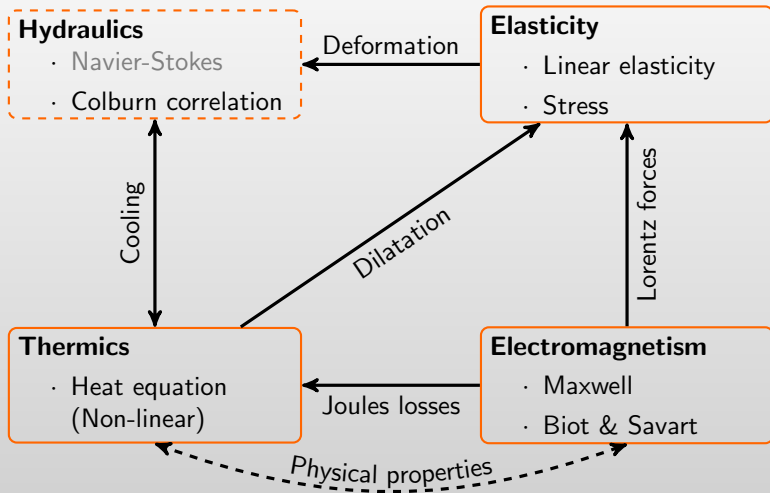 Hydraulics
· Navier-Stokes
· Colburn correlation
Deformation
Elasticity
· Linear elasticity
· Stress
Cooling
Dilatation
Lorentz forces
Thermics
· Heat equation
(Non-linear)
Joules losses
Electromagnetism
· Maxwell
· Biot & Savart
Physical properties